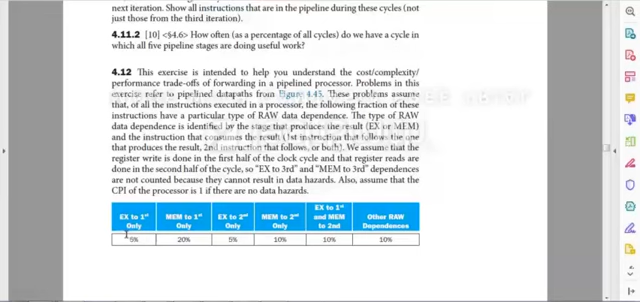 next iteration. Show all instructions that are in the pipeline during these cycles (not
just those from the third iteration).
4.11.2 [10] <§4.6> How often (as a percentage of all cycles) do we have a cycle in
which all five pipeline stages are doing useful work?
4.12 This exercise is intended to help you understand the cost/complexity/
performance trade-offs of forwarding in a pipelined processor. Problems in this
exercise refer to pipelined datapaths from Figure 4.45. These problems assume
that, of all the instructions executed in a processor, the following fraction of these
instructions have a particular type of RAW data dependence. The type of RAW
data dependence is identified by the stage that produces the result (EX or MEM)
and the instruction that consumes the result (1st instruction that follows the one
that produces the result, 2nd instruction that follows, or both). We assume that the
register write is done in the first half of the clock cycle and that register reads are
done in the second half of the cycle, so "EX to 3rd" and "MEM to 3rd" dependences
are not counted because they cannot result in data hazards. Also, assume that the
CPI of the processor is 1 if there are no data hazards.
EX to 1st Only MEM to 1st Only EX to 2nd Only MEM to 2nd Only EX to 1st and MEM to 2nd Other RAW Dependences
5% 20% 5% 10% 10% 10%